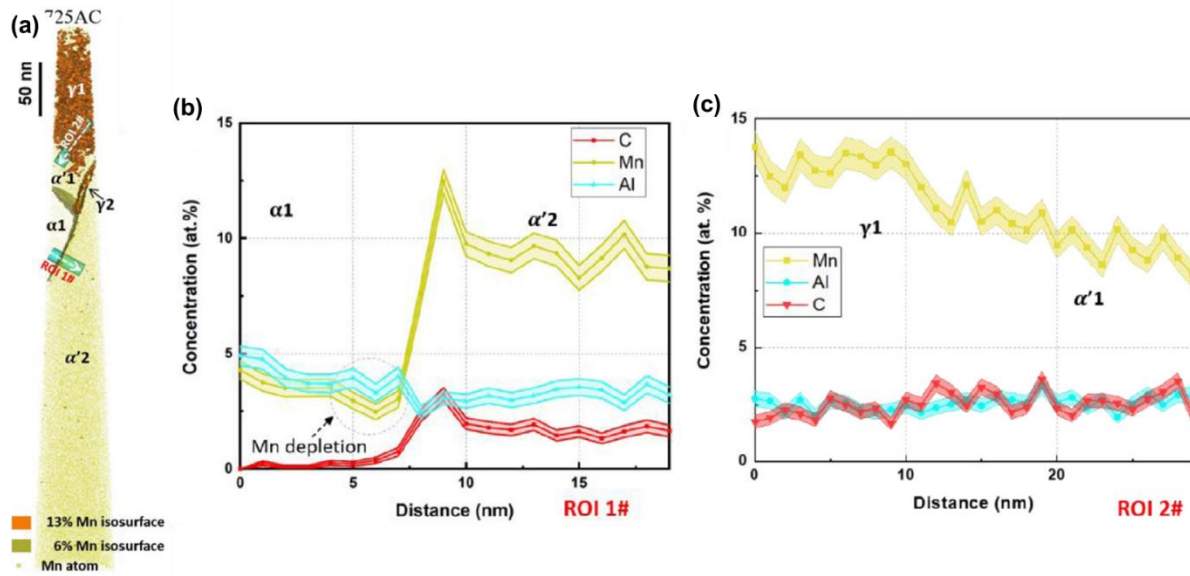 725AC
(a)
50 nn
γ1
ROI 2#
α′1
γ2
α1
ROI 1#
α′2
13% Mn isosurface
6% Mn isosurface
Mn atom
(b)
Concentration (at.%)
15
10
5
0
α1
C
Mn
Al
α′2
Mn depletion
0 5 10 15
Distance (nm)
ROI 1#
(c)
Concentration (at. %)
15
10
5
0
γ1
Mn
Al
C
α′1
0 10 20
Distance (nm)
ROI 2#